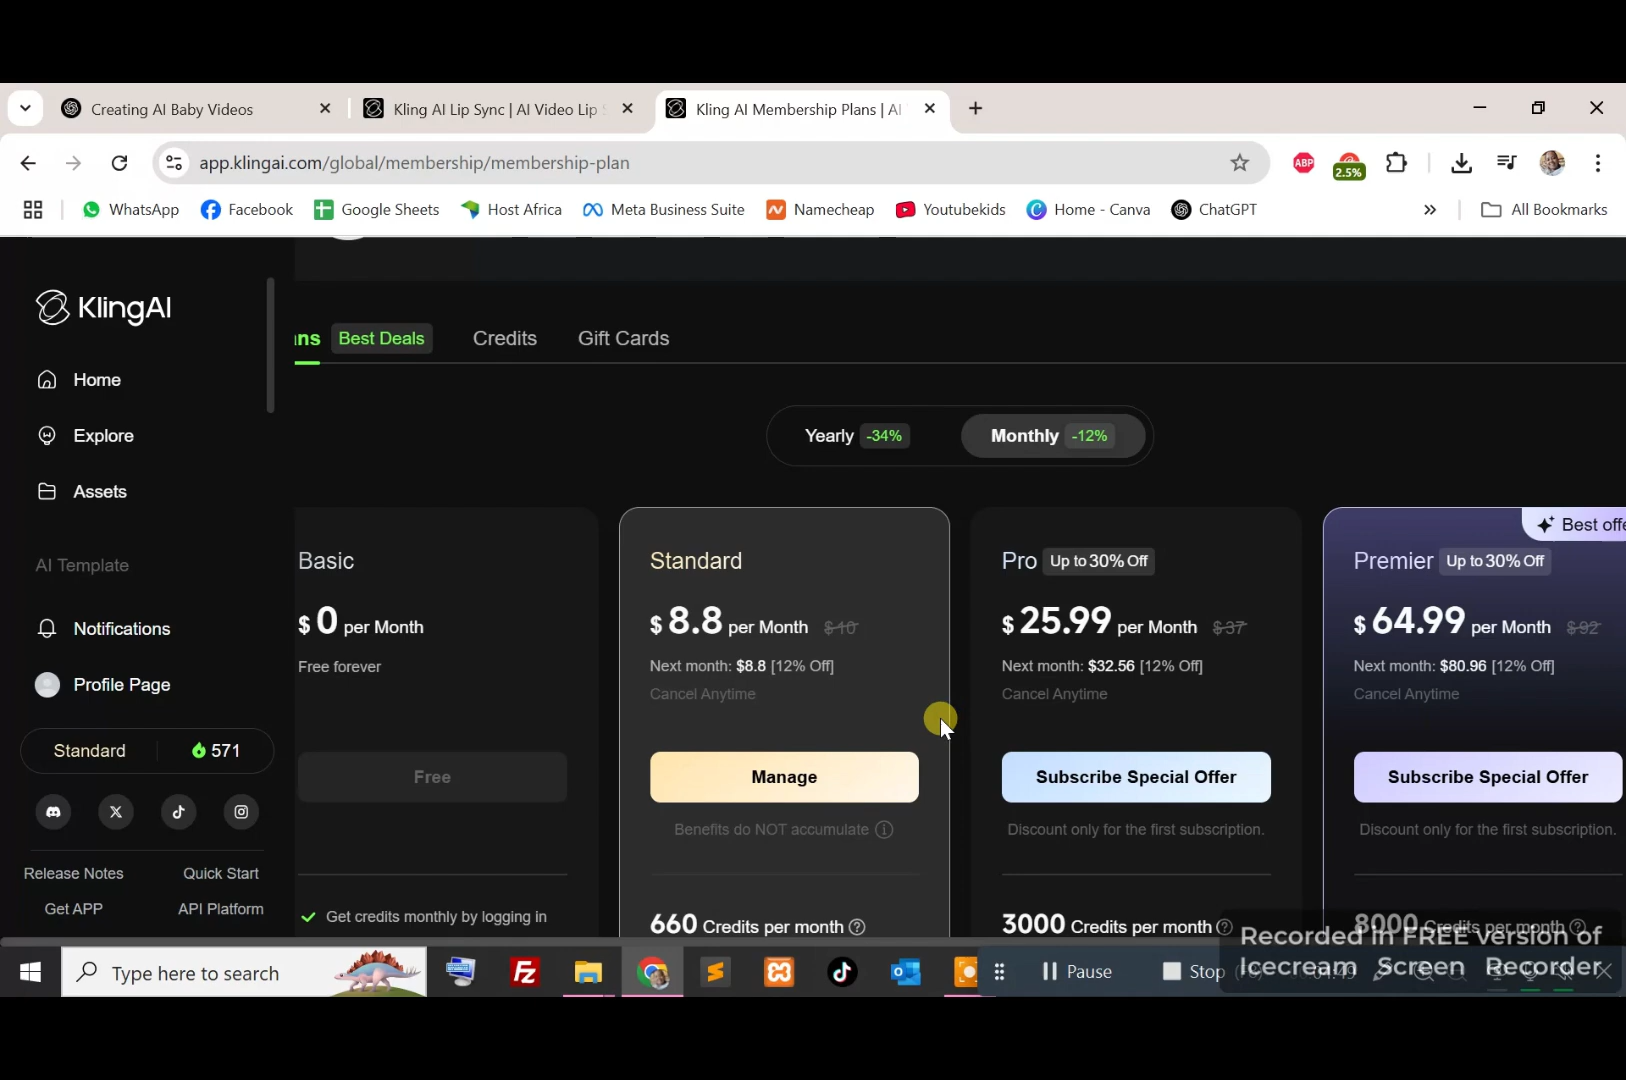 Creating AI Baby Videos
Kling AI Lip Sync | AI Video Lip
Kling AI Membership Plans | AI
app.klingai.com/global/membership/membership-plan
ABP
2.5%
WhatsApp
Facebook
Google Sheets
Host Africa
Meta Business Suite
Namecheap
Youtubekids
Home - Canva
ChatGPT
All Bookmarks
KlingAI
Home
Explore
Assets
AI Template
Notifications
Profile Page
Standard
571
Release Notes
Quick Start
Get APP
API Platform
ans
Best Deals
Credits
Gift Cards
Yearly -34%
Monthly -12%
Basic
$ 0 per Month
Free forever
Free
Get credits monthly by logging in
Standard
$ 8.8 per Month $ 10
Next month: $8.8 [12% Off]
Cancel Anytime
Manage
Benefits do NOT accumulate
660 Credits per month
Pro Up to 30% Off
$ 25.99 per Month $ 37
Next month: $32.56 [12% Off]
Cancel Anytime
Subscribe Special Offer
Discount only for the first subscription.
3000 Credits per month
Best offe
Premier Up to 30% Off
$ 64.99 per Month $ 92
Next month: $80.96 [12% Off]
Cancel Anytime
Subscribe Special Offer
Discount only for the first subscription.
8000 Credits per month
Recorded in FREE version of
Icecream Screen Recorder
Type here to search
Pause
Stop